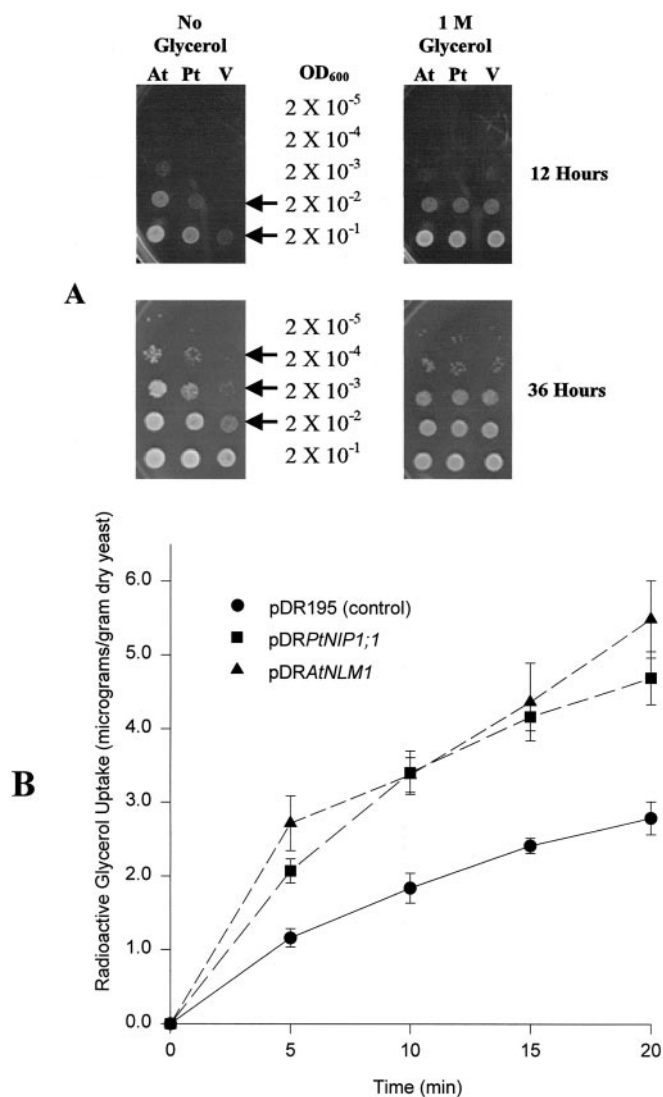 No
Glycerol
1 M
Glycerol
At Pt V
OD₆₀₀
At Pt V
2 X 10⁻⁵
2 X 10⁻⁴
2 X 10⁻³
12 Hours
2 X 10⁻²
2 X 10⁻¹
A
2 X 10⁻⁵
2 X 10⁻⁴
2 X 10⁻³
36 Hours
2 X 10⁻²
2 X 10⁻¹
B
Radioactive Glycerol Uptake (micrograms/gram dry yeast)
6.0
5.0
4.0
3.0
2.0
1.0
0.0
pDR195 (control)
pDRPtNIP1;1
pDRAtNLM1
0 5 10 15 20
Time (min)